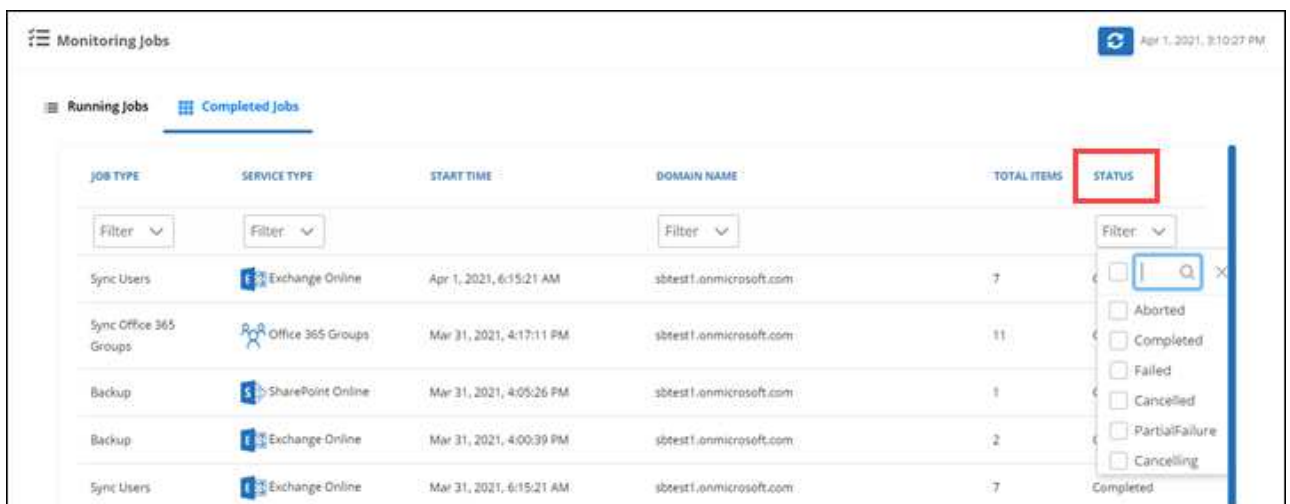 Monitoring Jobs
Apr 1, 2021, 3:10:27 PM
Running Jobs Completed Jobs
JOB TYPE SERVICE TYPE START TIME DOMAIN NAME TOTAL ITEMS STATUS
Filter Filter Filter Filter
Sync Users Exchange Online Apr 1, 2021, 6:15:21 AM sbtest1.onmicrosoft.com 7
Aborted
Sync Office 365 Groups Office 365 Groups Mar 31, 2021, 4:17:11 PM sbtest1.onmicrosoft.com 11
Completed
Failed
Backup SharePoint Online Mar 31, 2021, 4:05:26 PM sbtest1.onmicrosoft.com 1
Cancelled
PartialFailure
Backup Exchange Online Mar 31, 2021, 4:00:39 PM sbtest1.onmicrosoft.com 2
Cancelling
Sync Users Exchange Online Mar 31, 2021, 6:15:21 AM sbtest1.onmicrosoft.com 7 Completed